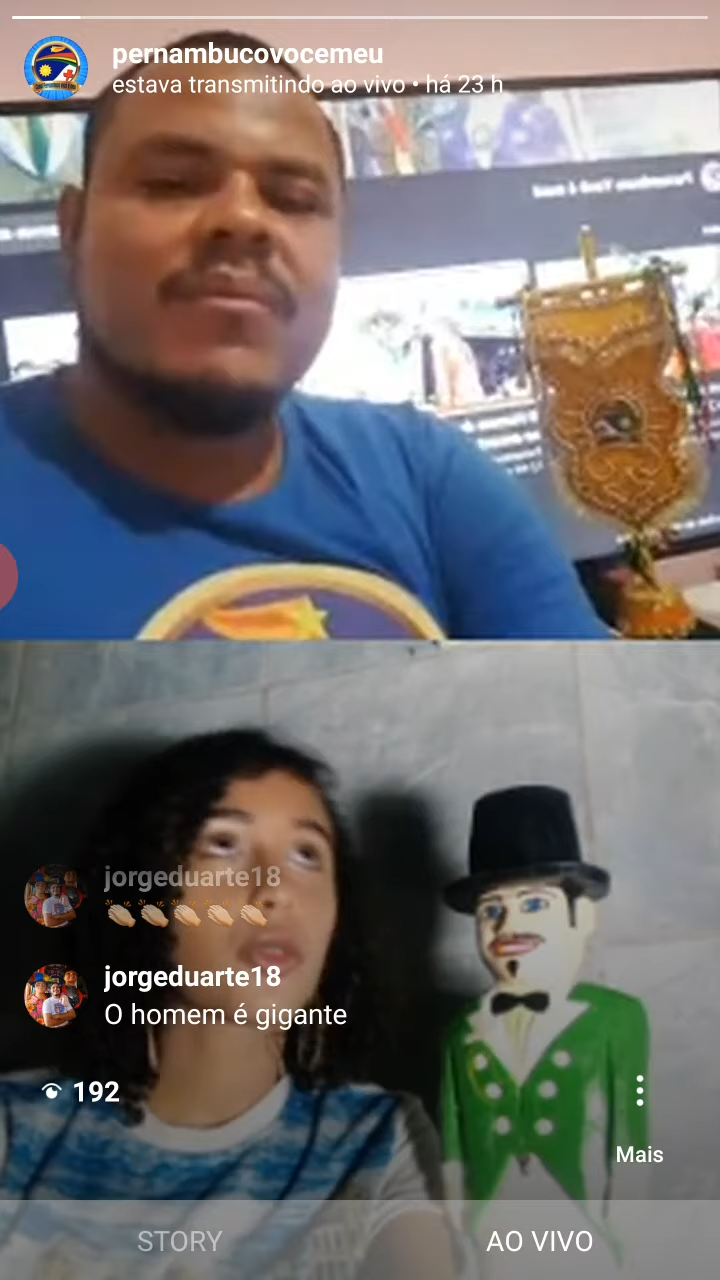 pernambucovocemeu
estava transmitindo ao vivo • há 23 h
jorgeduarte18
👏🏻👏🏻👏🏻👏🏻👏🏻
jorgeduarte18
O homem é gigante
192
Mais
STORY
AO VIVO